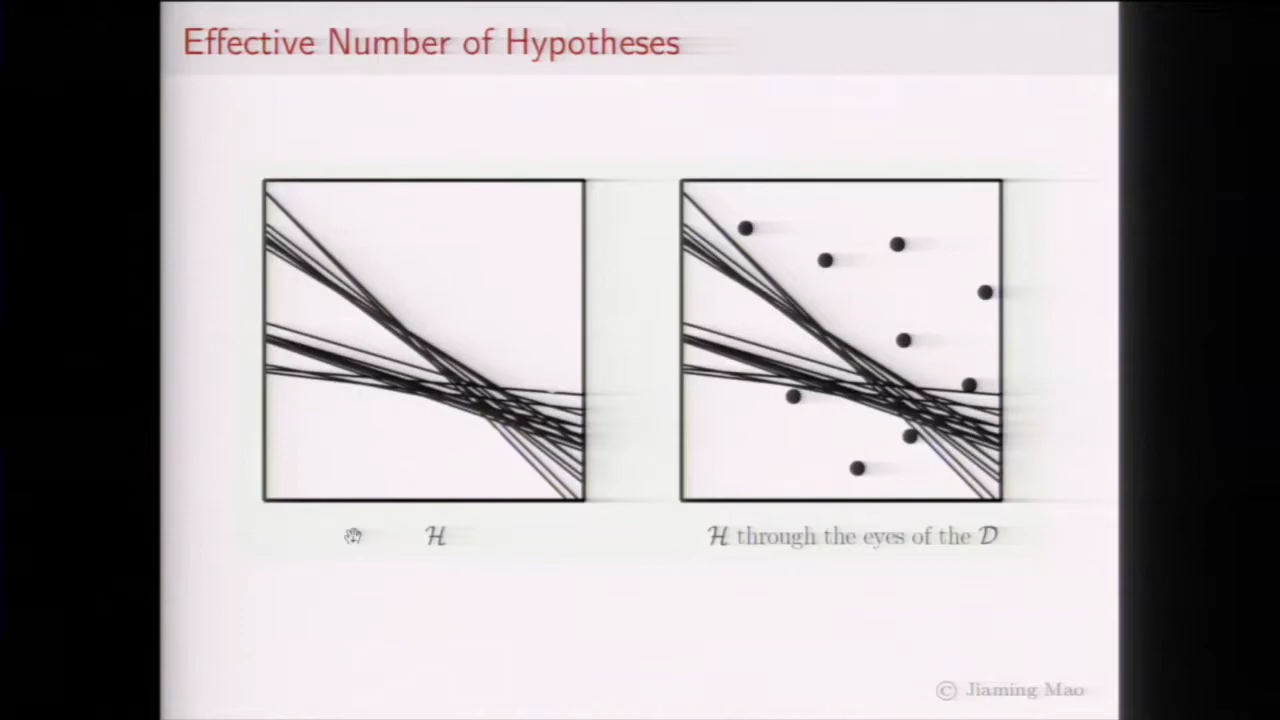 Effective Number of Hypotheses
ℋ
ℋ through the eyes of the 𝒟
© Jiaming Mao